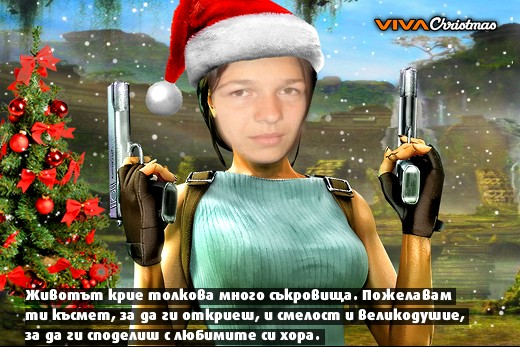 VIVA Christmas
Животът крие толкова много съкровища. Пожелавам
ти късмет, за да ги откриеш, и смелост и великодушие,
за да ги споделиш с любимите си хора.